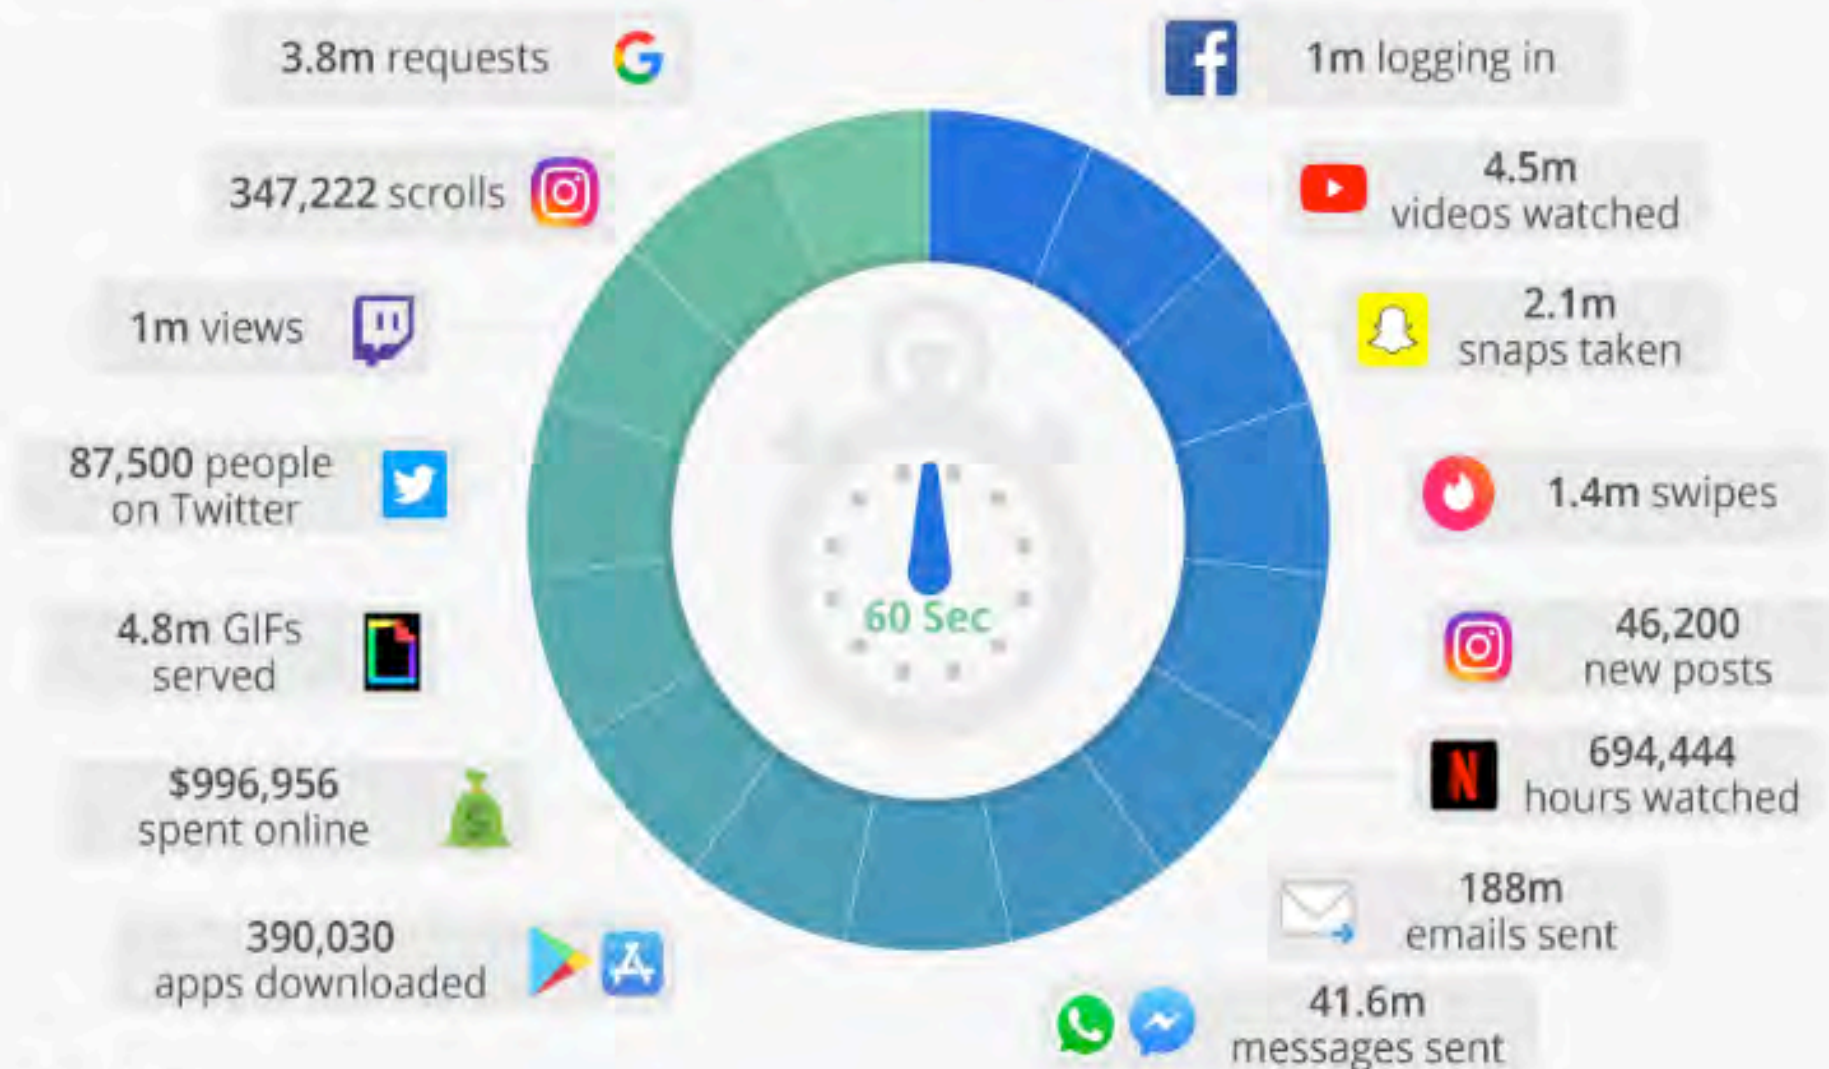 3.8m requests
1m logging in
347,222 scrolls
4.5m
videos watched
1m views
2.1m
snaps taken
87,500 people
on Twitter
1.4m swipes
4.8m GIFs
served
46,200
new posts
$996,956
spent online
694,444
hours watched
390,030
apps downloaded
188m
emails sent
41.6m
messages sent
60 Sec